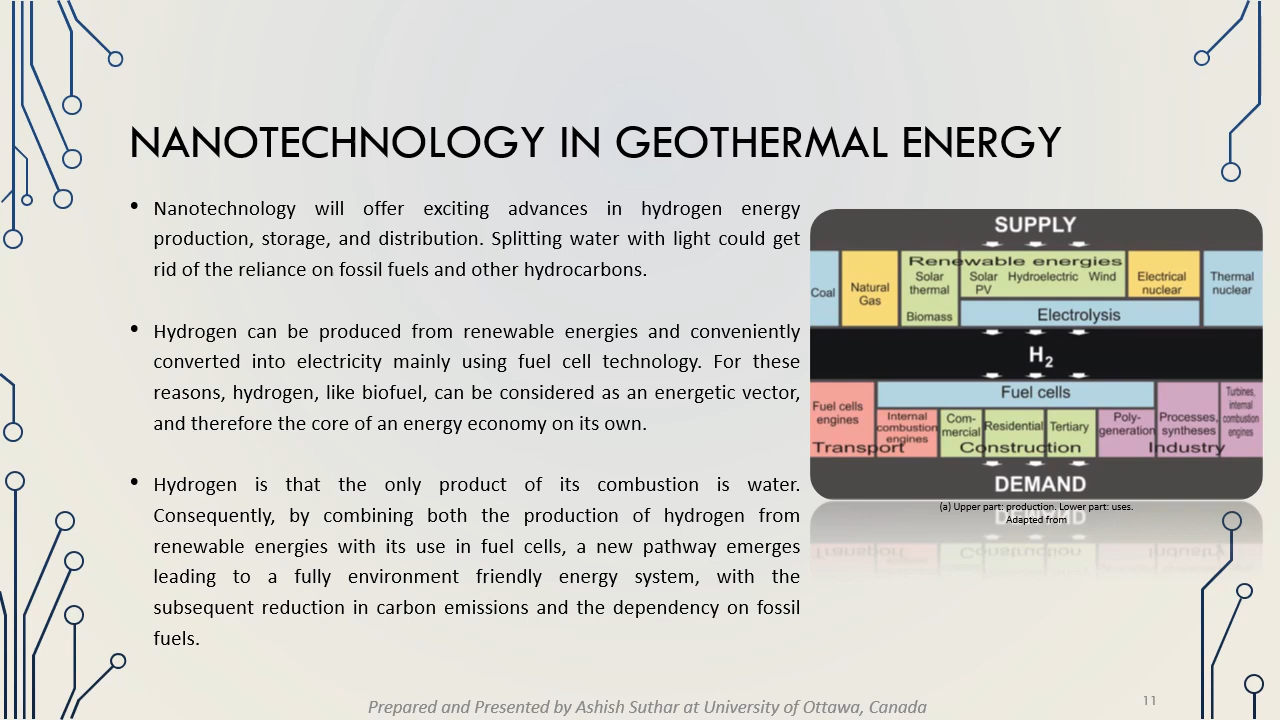 NANOTECHNOLOGY IN GEOTHERMAL ENERGY
• Nanotechnology will offer exciting advances in hydrogen energy
production, storage, and distribution. Splitting water with light could get
rid of the reliance on fossil fuels and other hydrocarbons.
• Hydrogen can be produced from renewable energies and conveniently
converted into electricity mainly using fuel cell technology. For these
reasons, hydrogen, like biofuel, can be considered as an energetic vector,
and therefore the core of an energy economy on its own.
• Hydrogen is that the only product of its combustion is water.
Consequently, by combining both the production of hydrogen from
renewable energies with its use in fuel cells, a new pathway emerges
leading to a fully environment friendly energy system, with the
subsequent reduction in carbon emissions and the dependency on fossil
fuels.
SUPPLY
Coal
Natural
Gas
Renewable energies
Solar
thermal
Biomass
Solar
PV
Hydroelectric
Wind
Electrolysis
Electrical
nuclear
Thermal
nuclear
H₂
Fuel cells
Fuel cells
engines
Internal
combustion
engines
Transport
Com-
mercial
Residential
Tertiary
Construction
Poly-
generation
Processes,
syntheses
Turbines,
internal
combustion
engines
Industry
DEMAND
(a) Upper part: production. Lower part: uses.
Adapted from
Prepared and Presented by Ashish Suthar at University of Ottawa, Canada
11